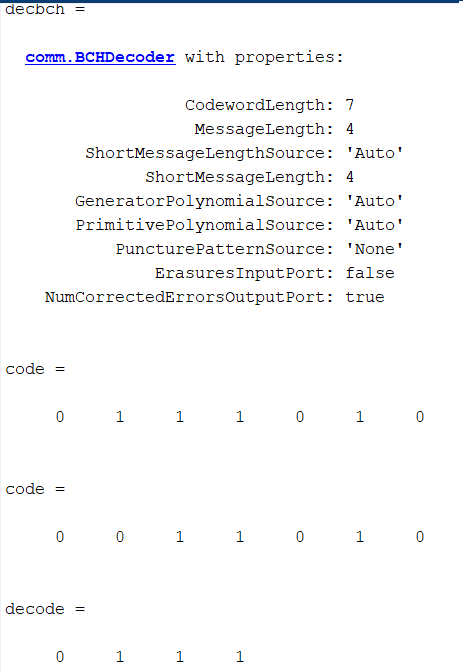 decbch =
comm.BCHDecoder with properties:
CodewordLength: 7
MessageLength: 4
ShortMessageLengthSource: 'Auto'
ShortMessageLength: 4
GeneratorPolynomialSource: 'Auto'
PrimitivePolynomialSource: 'Auto'
PuncturePatternSource: 'None'
ErasuresInputPort: false
NumCorrectedErrorsOutputPort: true
code =
0 1 1 1 0 1 0
code =
0 0 1 1 0 1 0
decode =
0 1 1 1